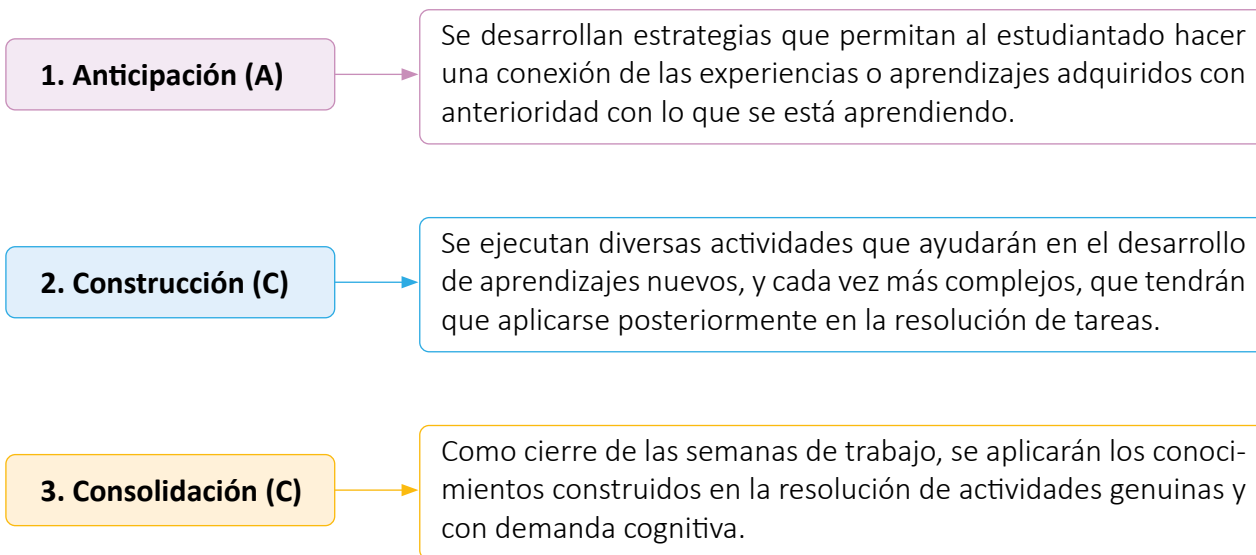 1. Anticipación (A)
Se desarrollan estrategias que permitan al estudiantado hacer
una conexión de las experiencias o aprendizajes adquiridos con
anterioridad con lo que se está aprendiendo.
2. Construcción (C)
Se ejecutan diversas actividades que ayudarán en el desarrollo
de aprendizajes nuevos, y cada vez más complejos, que tendrán
que aplicarse posteriormente en la resolución de tareas.
3. Consolidación (C)
Como cierre de las semanas de trabajo, se aplicarán los conoci-
mientos construidos en la resolución de actividades genuinas y
con demanda cognitiva.